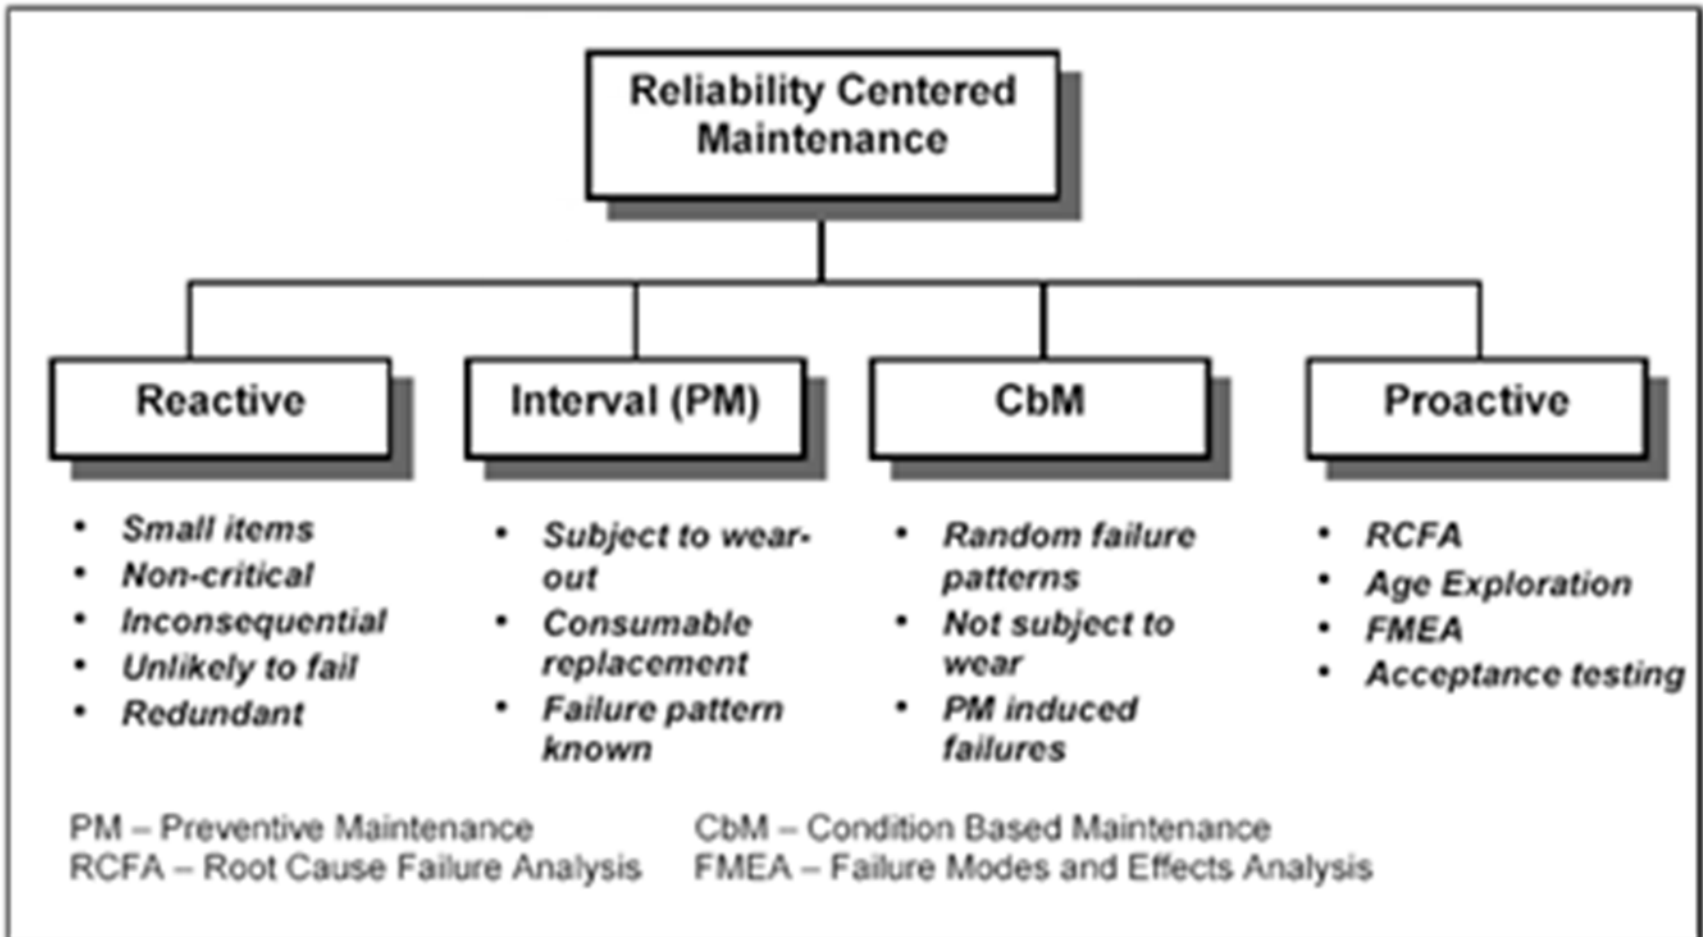 Reliability Centered
Maintenance
Reactive
Interval (PM)
CbM
Proactive
• Small items
• Non-critical
• Inconsequential
• Unlikely to fail
• Redundant
• Subject to wear-
out
• Consumable
replacement
• Failure pattern
known
• Random failure
patterns
• Not subject to
wear
• PM induced
failures
• RCFA
• Age Exploration
• FMEA
• Acceptance testing
PM – Preventive Maintenance
CbM – Condition Based Maintenance
RCFA – Root Cause Failure Analysis
FMEA – Failure Modes and Effects Analysis